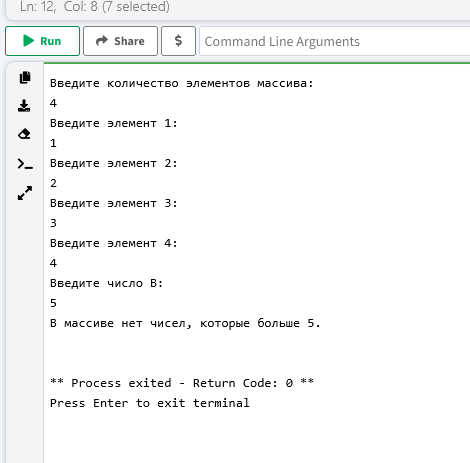 Ln: 12, Col: 8 (7 selected)
Run Share $ Command Line Arguments
Введите количество элементов массива:
4
Введите элемент 1:
1
Введите элемент 2:
2
Введите элемент 3:
3
Введите элемент 4:
4
Введите число B:
5
В массиве нет чисел, которые больше 5.
** Process exited - Return Code: 0 **
Press Enter to exit terminal